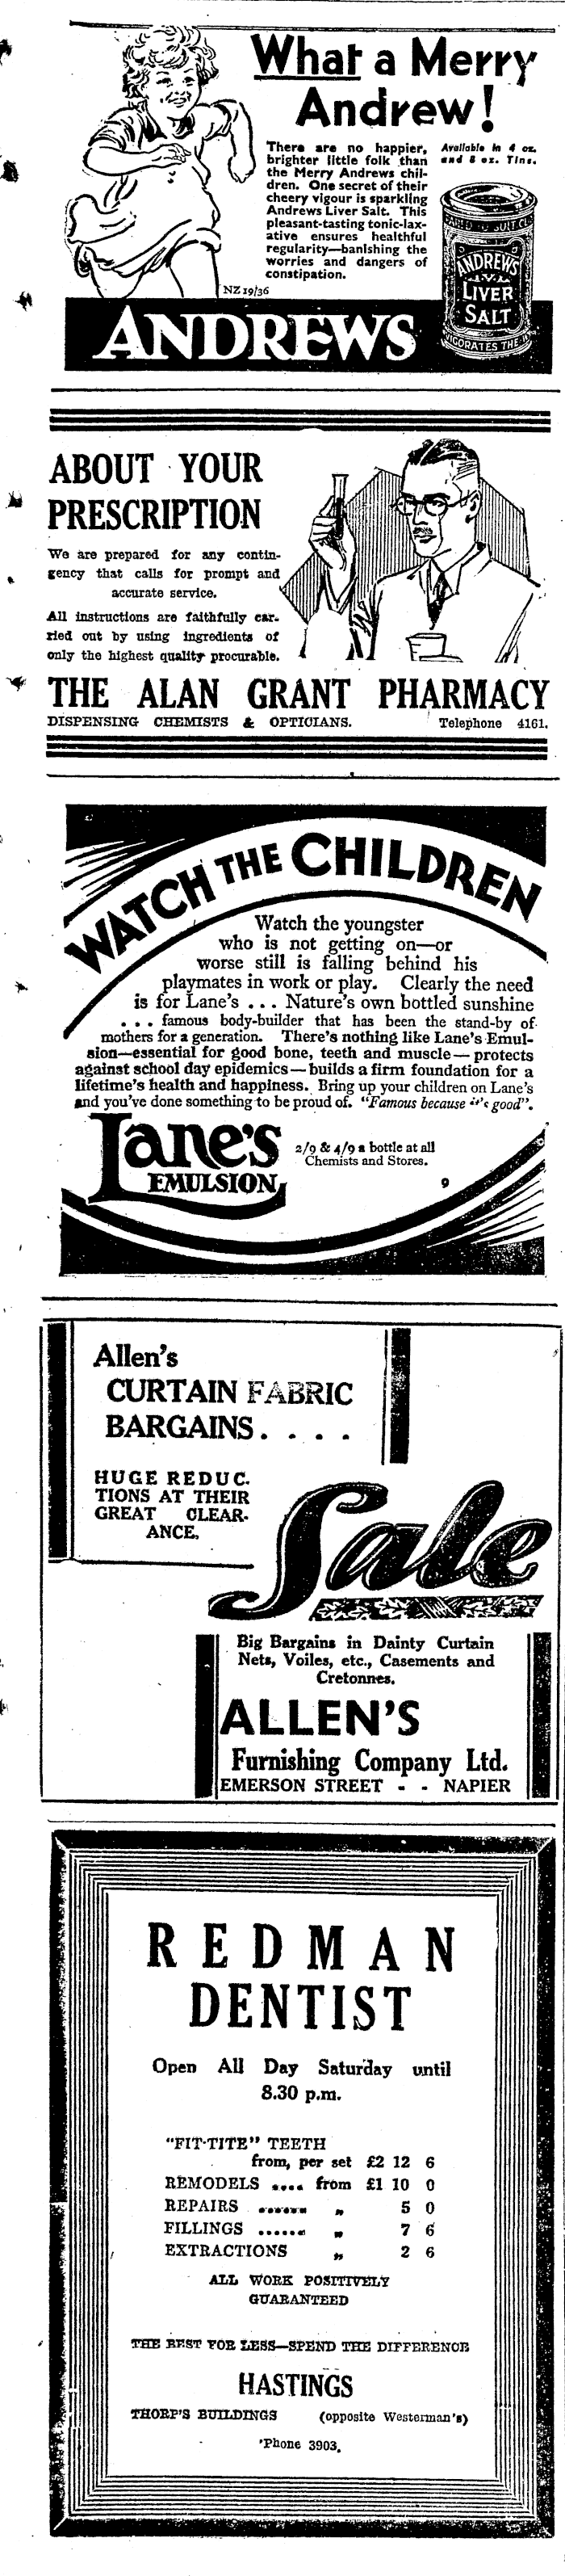 What a Merry
Andrew!
There are no happier,
brighter little folk than
the Merry Andrews chil-
dren. One secret of their
cheery vigour is sparkling
Andrews Liver Salt. This
pleasant-tasting tonic-lax-
ative ensures healthful
regularity—banishing the
worries and dangers of
constipation.
Available in 4 oz.
and 8 oz. Tins.
NZ 19/36
ANDREWS
LIVER
SALT
ANDREWS
ABOUT YOUR
PRESCRIPTION
We are prepared for any contin-
gency that calls for prompt and
accurate service.
All instructions are faithfully car-
ried out by using ingredients of
only the highest quality procurable.
THE ALAN GRANT PHARMACY
DISPENSING CHEMISTS & OPTICIANS. Telephone 4161.
WATCH THE CHILDREN
Watch the youngster
who is not getting on—or
worse still is falling behind his
playmates in work or play. Clearly the need
is for Lane's ... Nature's own bottled sunshine
... famous body-builder that has been the stand-by of
mothers for a generation. There's nothing like Lane's Emul-
sion—essential for good bone, teeth and muscle—protects
against school day epidemics—builds a firm foundation for a
lifetime's health and happiness. Bring up your children on Lane's
and you've done something to be proud of. "Famous because it's good".
Lane's
EMULSION
2/9 & 4/9 a bottle at all
Chemists and Stores.
9
Allen's
CURTAIN FABRIC
BARGAINS. . . .
HUGE REDUC-
TIONS AT THEIR
GREAT CLEAR-
ANCE.
Sale
Big Bargains in Dainty Curtain
Nets, Voiles, etc., Casements and
Cretonnes.
ALLEN'S
Furnishing Company Ltd.
EMERSON STREET - - NAPIER
REDMAN
DENTIST
Open All Day Saturday until
8.30 p.m.
"FIT-TITE" TEETH
from, per set £2 12 6
REMODELS .... from £1 10 0
REPAIRS ...... „ 5 0
FILLINGS ...... „ 7 6
EXTRACTIONS „ 2 6
ALL WORK POSITIVELY
GUARANTEED
THE BEST FOR LESS—SPEND THE DIFFERENCE
HASTINGS
THORP'S BUILDINGS (opposite Westerman's)
'Phone 3903.